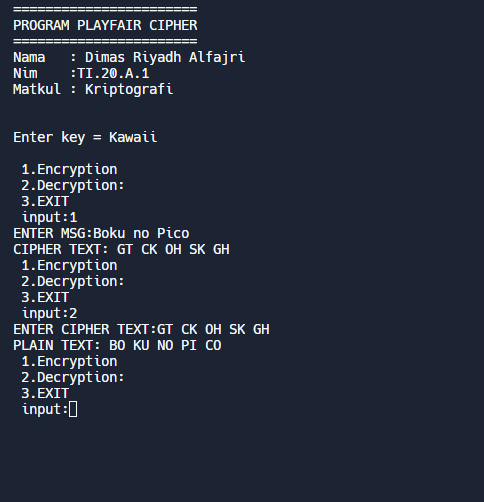 =======================
PROGRAM PLAYFAIR CIPHER
=======================
Nama   : Dimas Riyadh Alfajri
Nim    :TI.20.A.1
Matkul : Kriptografi
Enter key = Kawaii
1.Encryption
2.Decryption:
3.EXIT
input:1
ENTER MSG:Boku no Pico
CIPHER TEXT: GT CK OH SK GH
1.Encryption
2.Decryption:
3.EXIT
input:2
ENTER CIPHER TEXT:GT CK OH SK GH
PLAIN TEXT: BO KU NO PI CO
1.Encryption
2.Decryption:
3.EXIT
input: